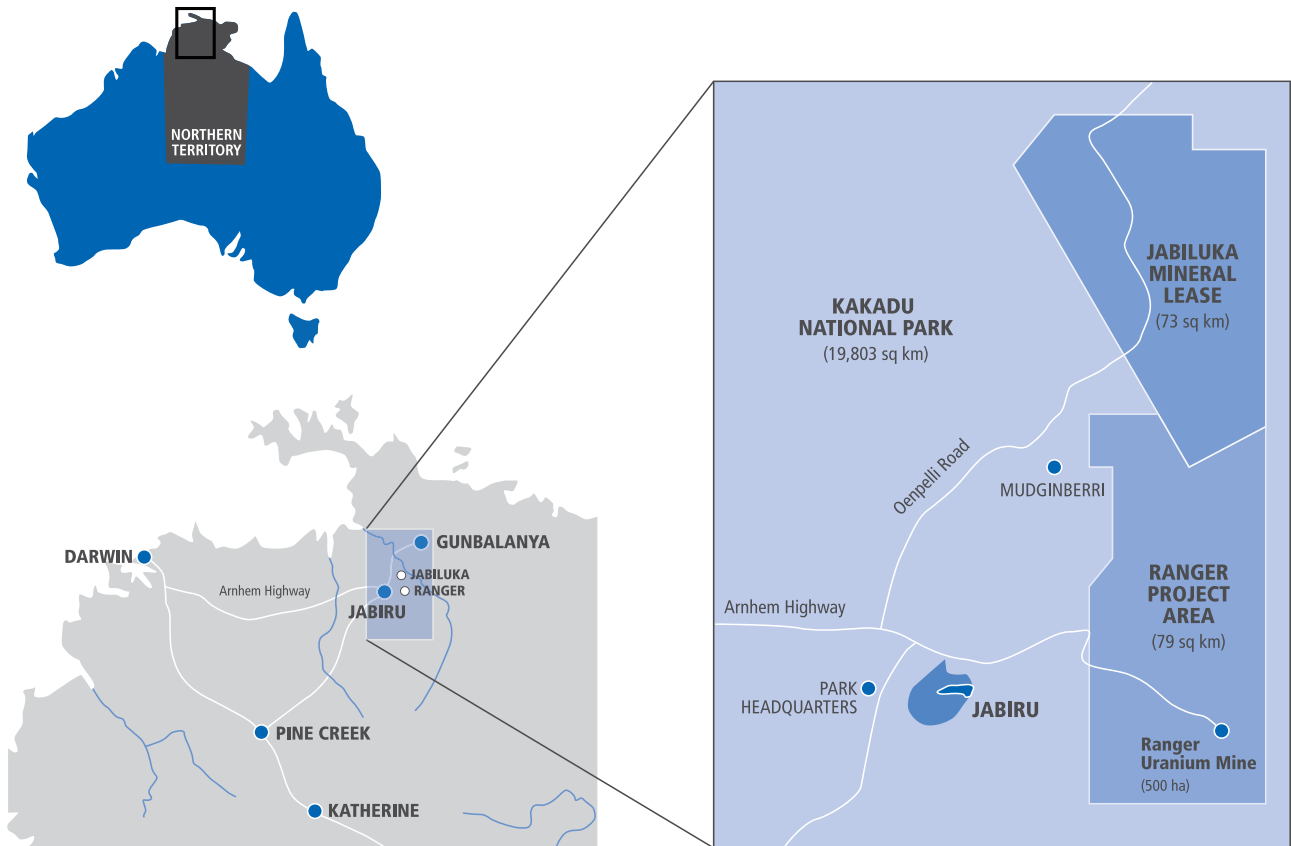 NORTHERN
TERRITORY
DARWIN
GUNBALANYA
JABILUKA
RANGER
Arnhem Highway
JABIRU
PINE CREEK
KATHERINE
JABILUKA
MINERAL
LEASE
(73 sq km)
KAKADU
NATIONAL PARK
(19,803 sq km)
Oenpelli Road
MUDGINBERRI
RANGER
PROJECT
AREA
(79 sq km)
Arnhem Highway
PARK
HEADQUARTERS
JABIRU
Ranger
Uranium Mine
(500 ha)